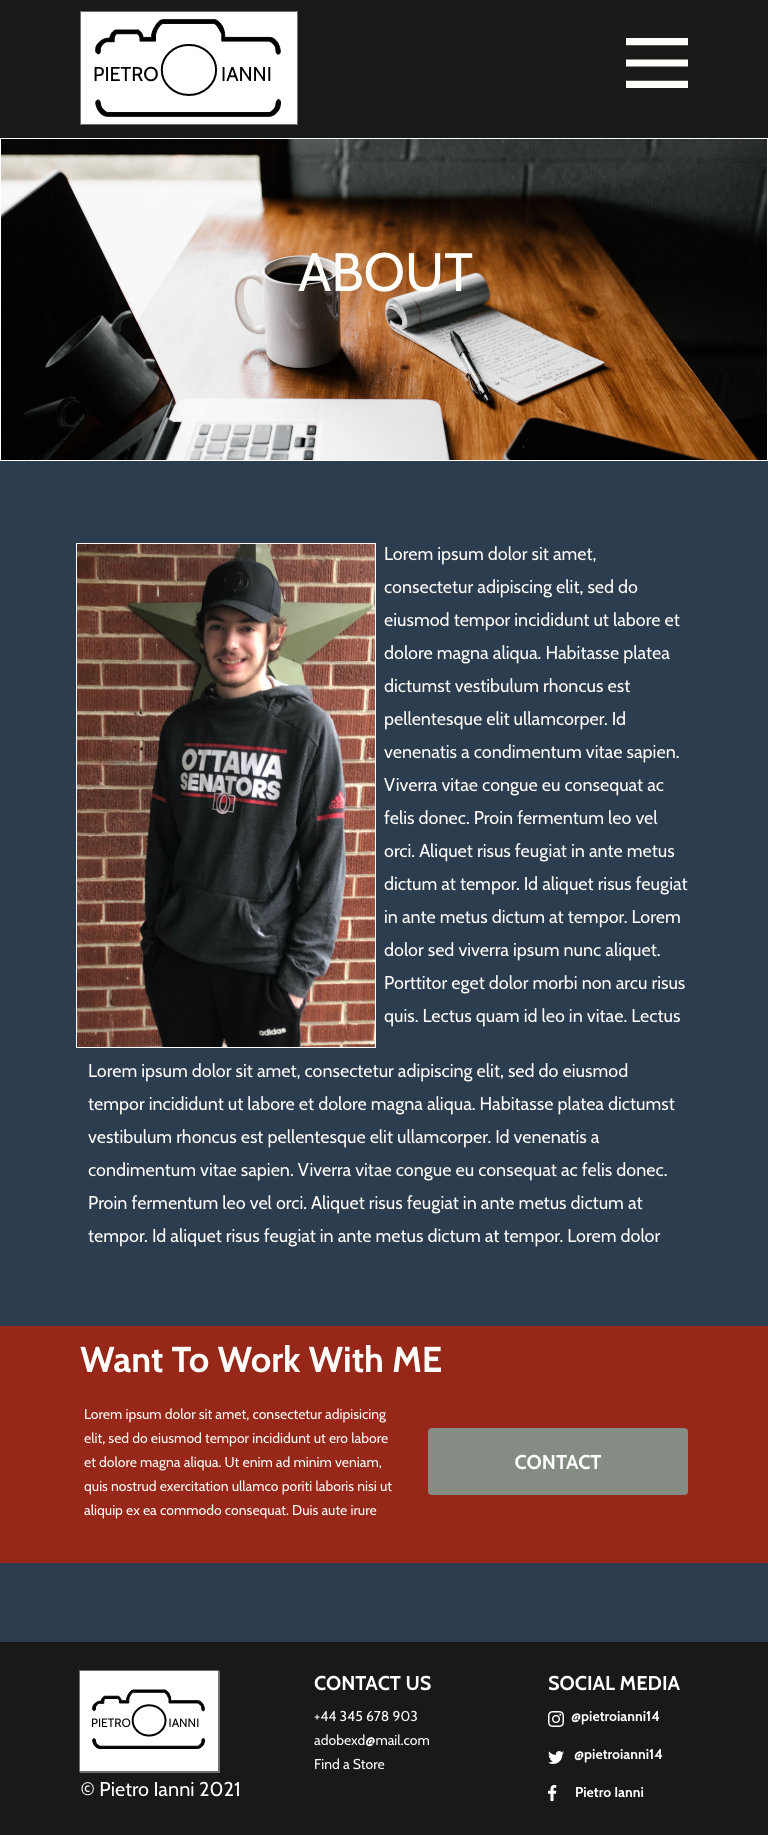 PIETRO IANNI
ABOUT
OTTAWA
SENATORS
adidas
Lorem ipsum dolor sit amet,
consectetur adipiscing elit, sed do
eiusmod tempor incididunt ut labore et
dolore magna aliqua. Habitasse platea
dictumst vestibulum rhoncus est
pellentesque elit ullamcorper. Id
venenatis a condimentum vitae sapien.
Viverra vitae congue eu consequat ac
felis donec. Proin fermentum leo vel
orci. Aliquet risus feugiat in ante metus
dictum at tempor. Id aliquet risus feugiat
in ante metus dictum at tempor. Lorem
dolor sed viverra ipsum nunc aliquet.
Porttitor eget dolor morbi non arcu risus
quis. Lectus quam id leo in vitae. Lectus
Lorem ipsum dolor sit amet, consectetur adipiscing elit, sed do eiusmod
tempor incididunt ut labore et dolore magna aliqua. Habitasse platea dictumst
vestibulum rhoncus est pellentesque elit ullamcorper. Id venenatis a
condimentum vitae sapien. Viverra vitae congue eu consequat ac felis donec.
Proin fermentum leo vel orci. Aliquet risus feugiat in ante metus dictum at
tempor. Id aliquet risus feugiat in ante metus dictum at tempor. Lorem dolor
Want To Work With ME
Lorem ipsum dolor sit amet, consectetur adipisicing
elit, sed do eiusmod tempor incididunt ut ero labore
et dolore magna aliqua. Ut enim ad minim veniam,
quis nostrud exercitation ullamco poriti laboris nisi ut
aliquip ex ea commodo consequat. Duis aute irure
CONTACT
PIETRO IANNI
© Pietro Ianni 2021
CONTACT US
+44 345 678 903
adobexd@mail.com
Find a Store
SOCIAL MEDIA
@pietroianni14
@pietroianni14
Pietro Ianni